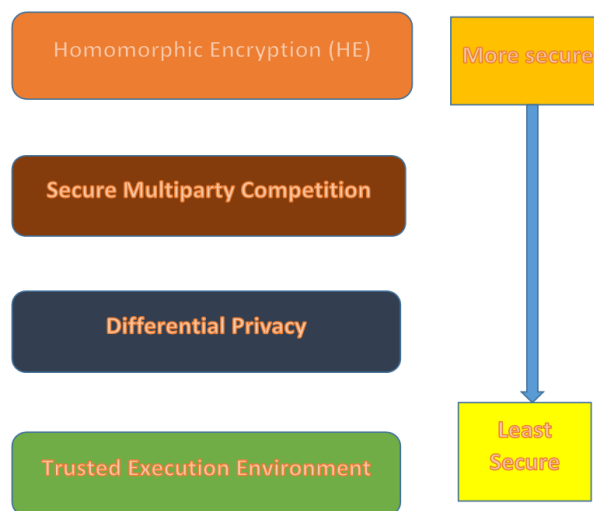 Homomorphic Encryption (HE)
More secure
Secure Multiparty Competition
Differential Privacy
Least
Secure
Trusted Execution Environment